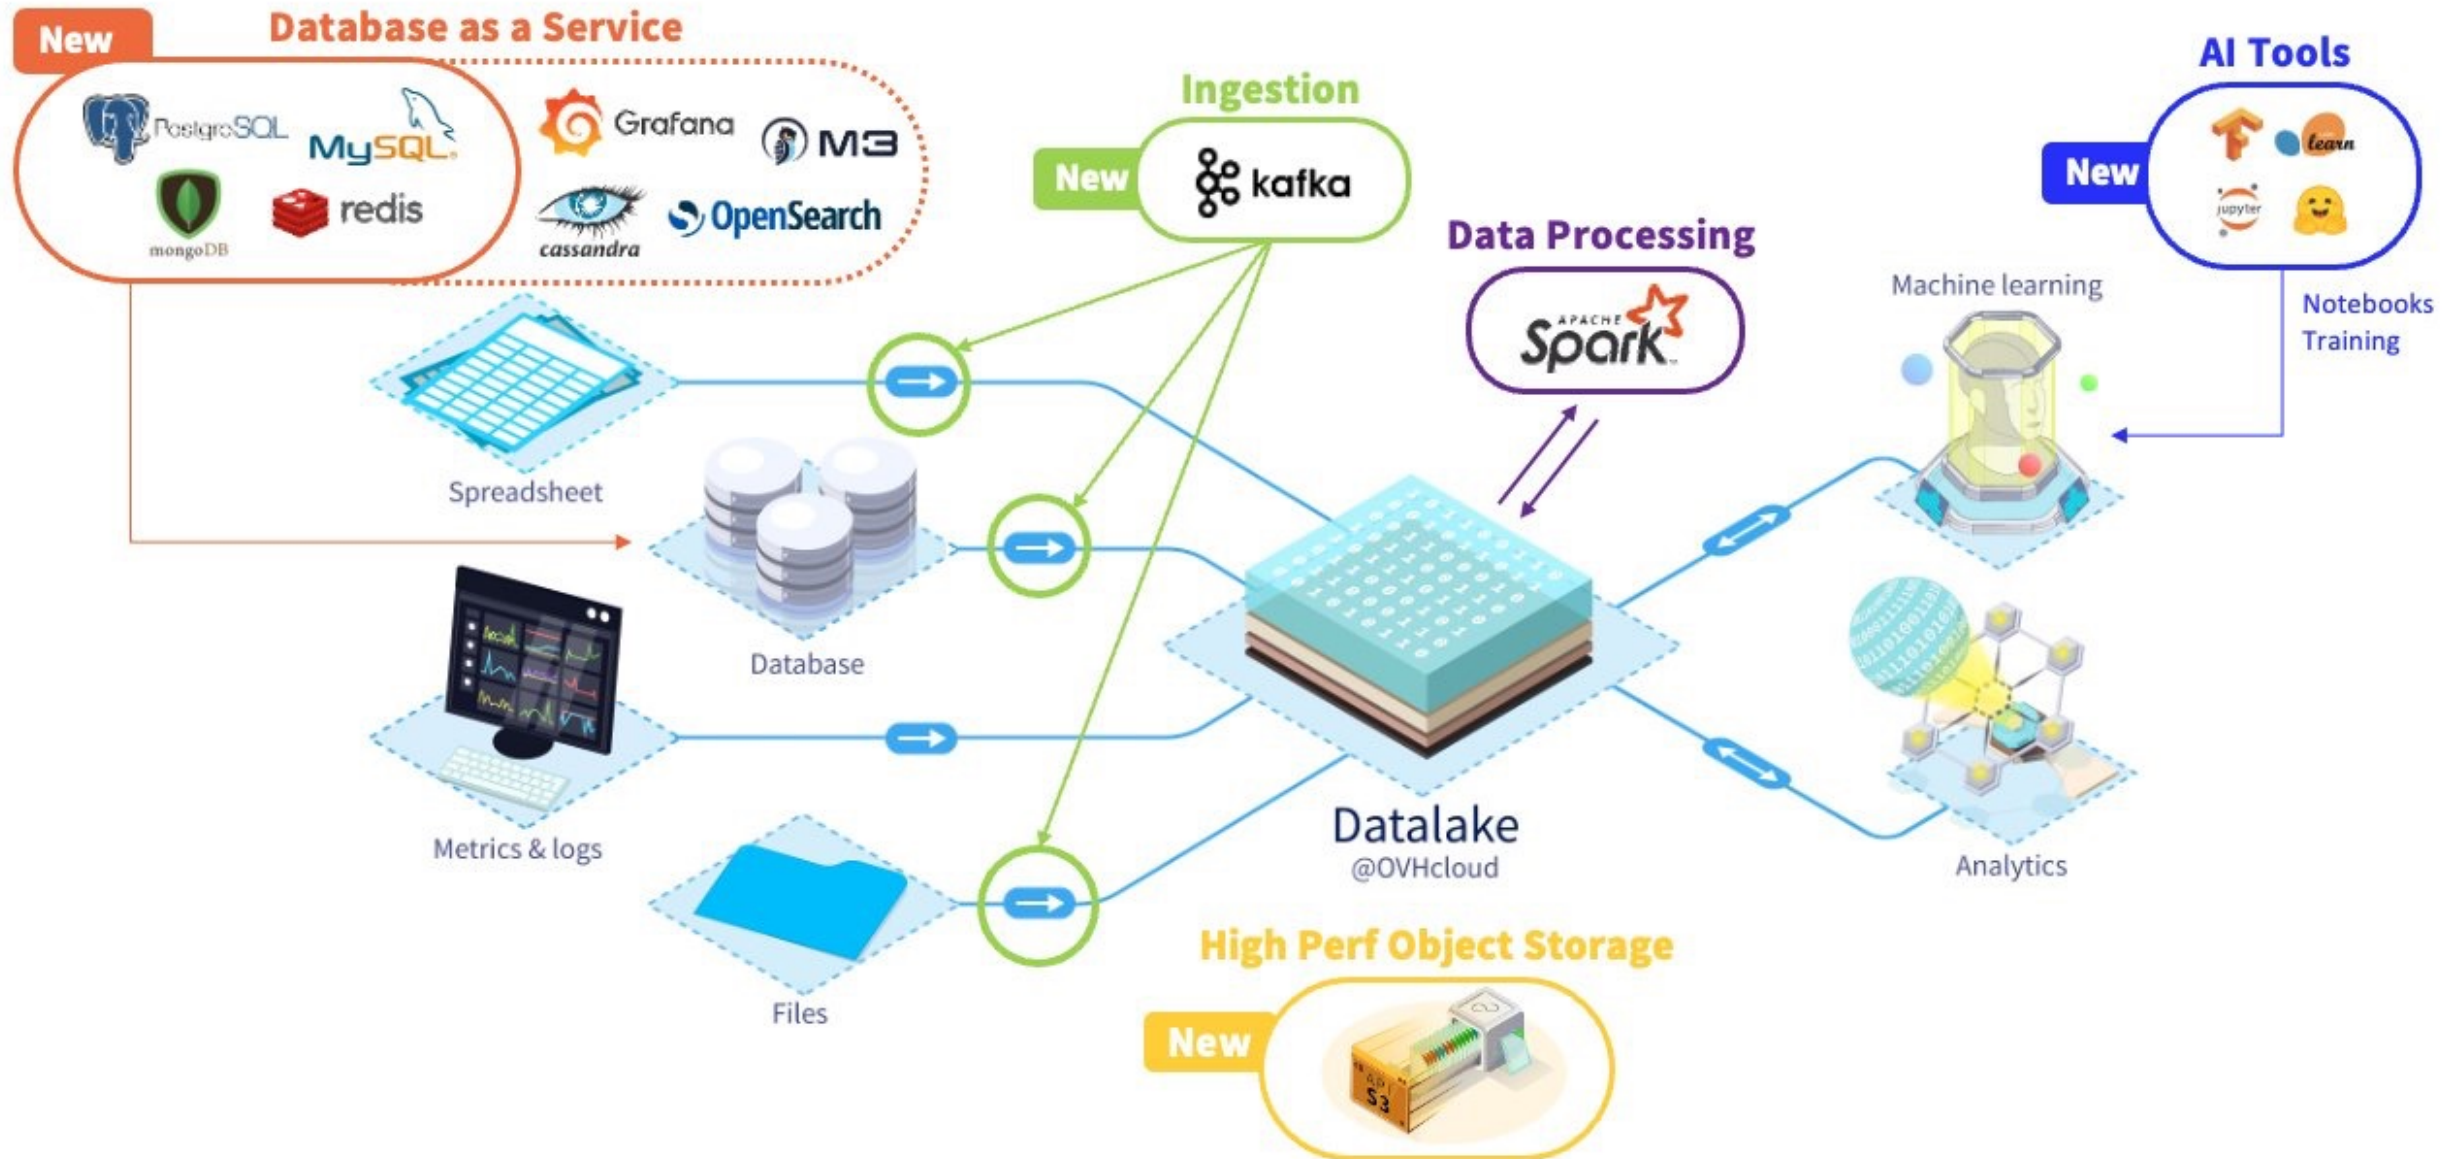 New
Database as a Service
PostgreSQL
MySQL
mongoDB
redis
Grafana
M3
cassandra
OpenSearch
Ingestion
New
kafka
Data Processing
APACHE
Spark
AI Tools
New
learn
jupyter
Notebooks
Training
Machine learning
Spreadsheet
Database
Metrics & logs
Files
Datalake
@OVHcloud
Analytics
High Perf Object Storage
New
API
S3